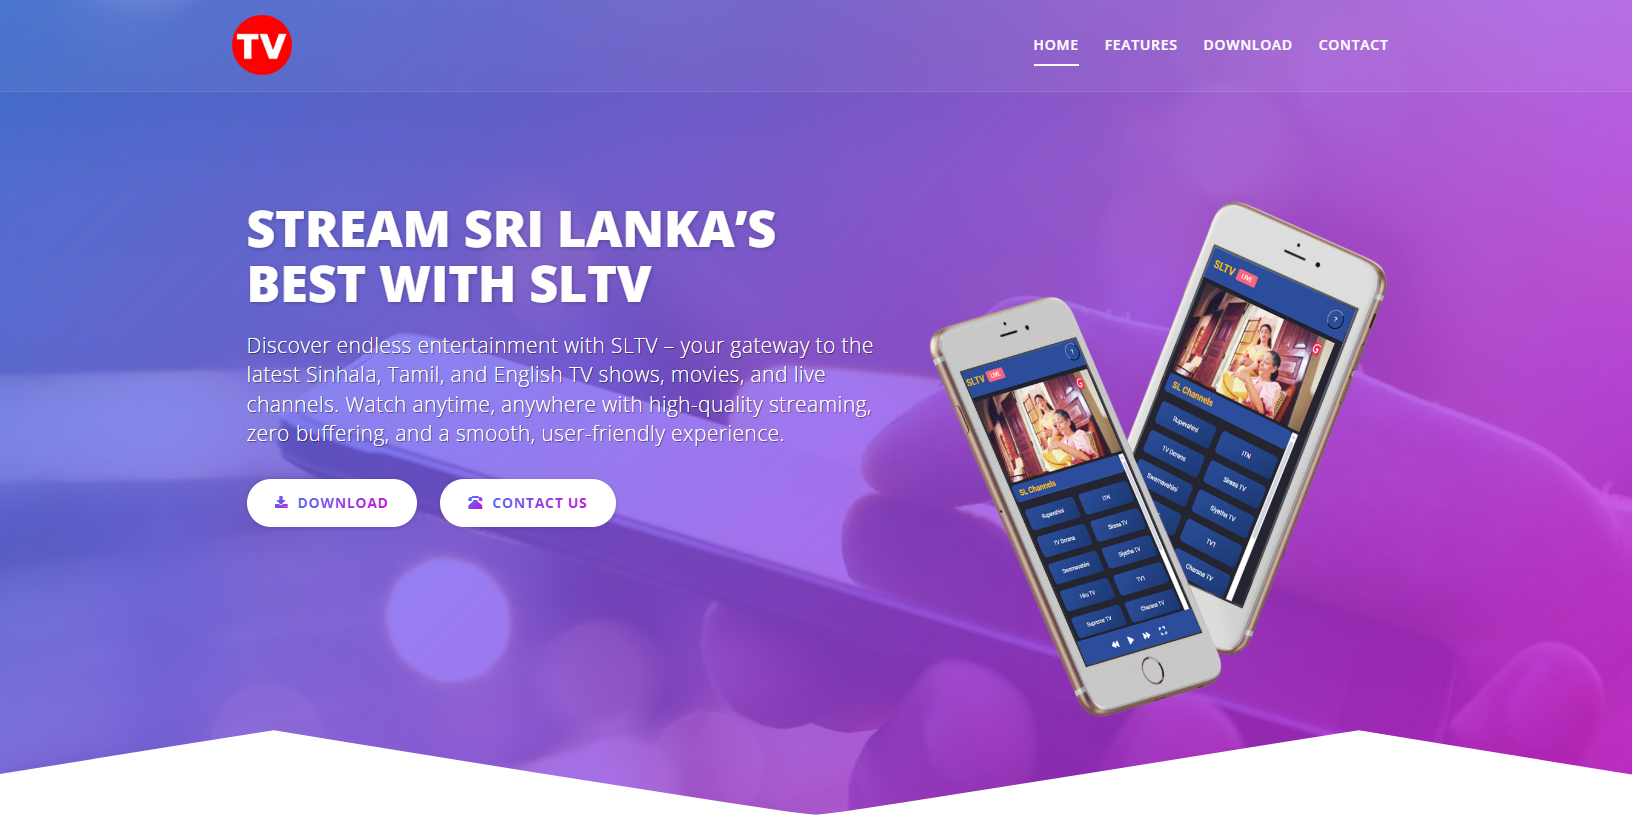 TV
HOME FEATURES DOWNLOAD CONTACT
STREAM SRI LANKA'S
BEST WITH SLTV
Discover endless entertainment with SLTV – your gateway to the
latest Sinhala, Tamil, and English TV shows, movies, and live
channels. Watch anytime, anywhere with high-quality streaming,
zero buffering, and a smooth, user-friendly experience.
DOWNLOAD CONTACT US
SLTV LIVE
?
SL Channels
Rupavahini ITN
TV Derana Sirasa TV
Swarnavahini Siyatha TV
Hiru TV TV1
Supreme TV Charana TV
SLTV LIVE
?
SL Channels
Rupavahini ITN
TV Derana Sirasa TV
Swarnavahini Siyatha TV
TV1
Charana TV